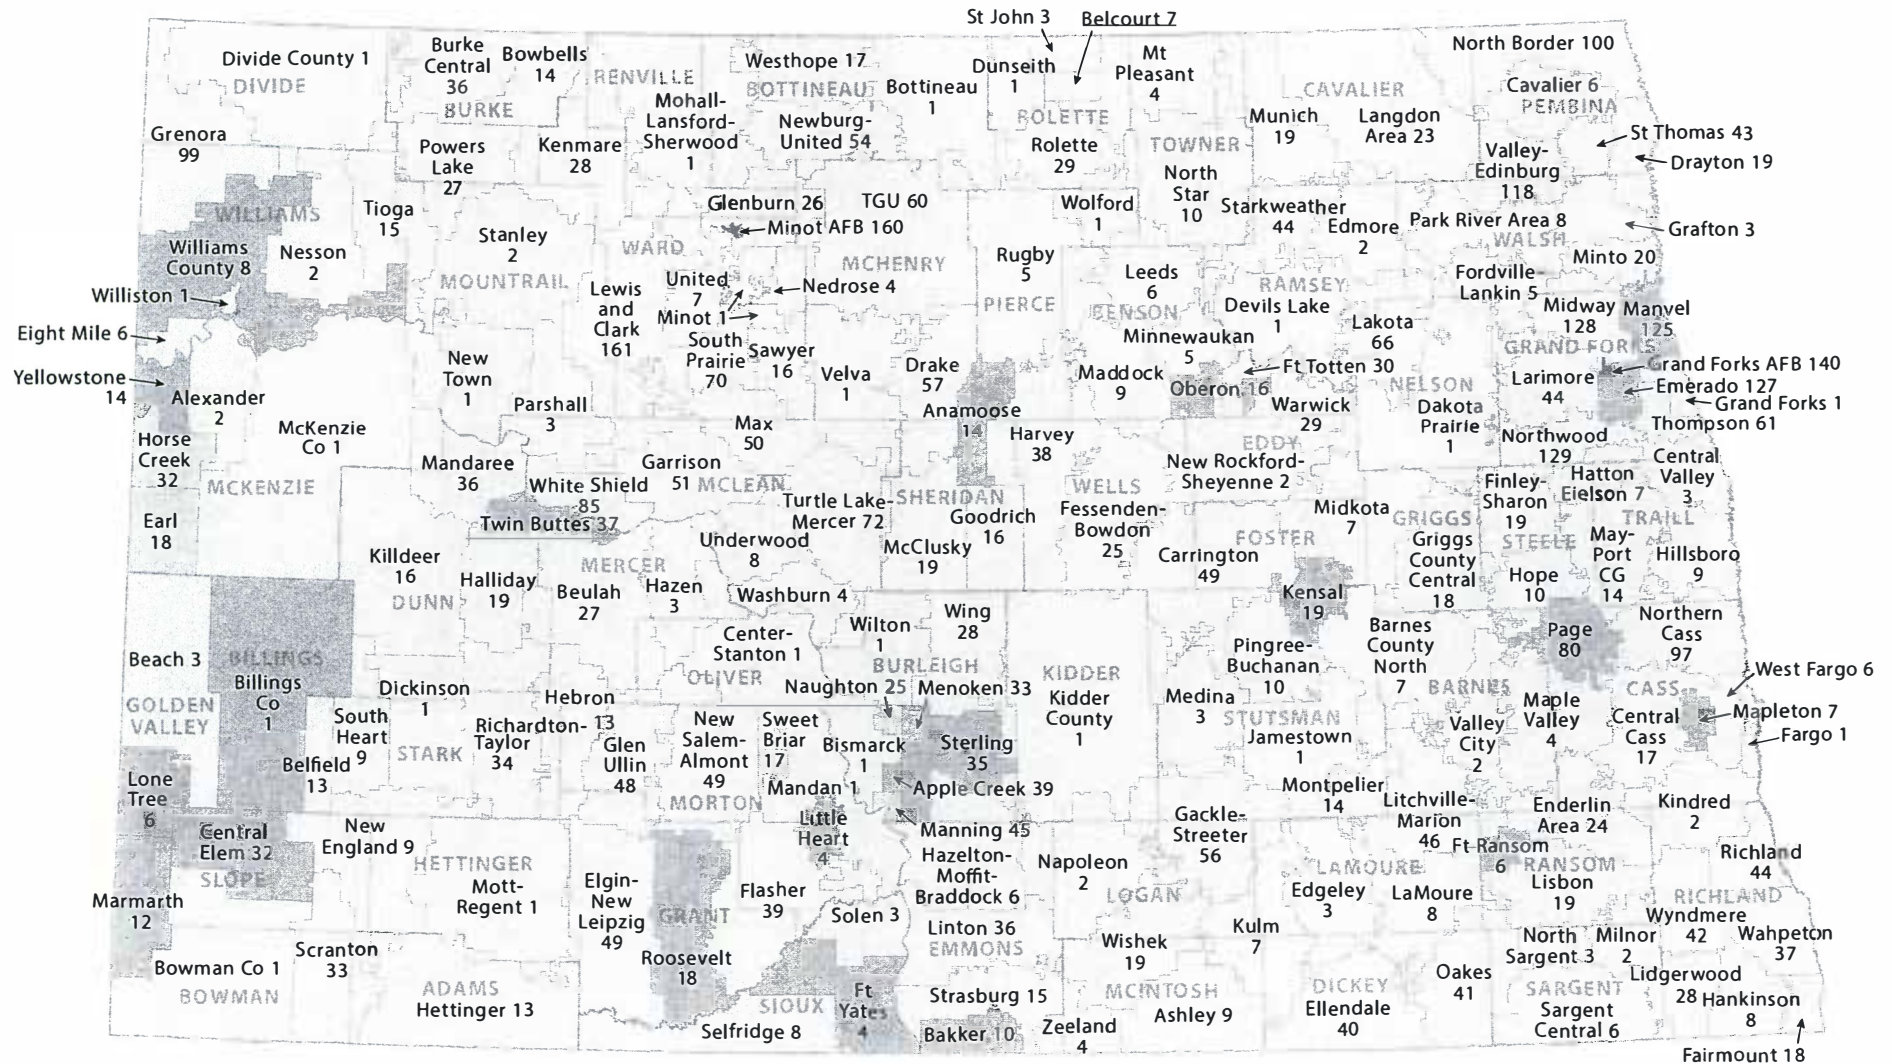 St John 3
Belcourt 7
North Border 100
Divide County 1
DIVIDE
Burke
Central
36
BURKE
Bowbells
14
RENVILLE
Westhope 17
BOTTINEAU
Bottineau
1
Dunseith
1
Mt
Pleasant
4
CAVALIER
Cavalier 6
PEMBINA
Mohall-
Lansford-
Sherwood
1
Newburg-
United 54
ROLETTE
Rolette
29
TOWNER
Munich
19
Langdon
Area 23
St Thomas 43
Drayton 19
Valley-
Edinburg
118
Grenora
99
Powers
Lake
27
Kenmare
28
North
Star
10
Glenburn 26
TGU 60
Wolford
1
Starkweather
44
Edmore
2
Park River Area 8
WALSH
Grafton 3
WILLIAMS
Tioga
15
Minot AFB 160
Williams
County 8
Nesson
2
Stanley
2
WARD
MOUNTRAIL
MCHENRY
Rugby
5
Leeds
6
RAMSEY
Minto 20
Fordville-
Lankin 5
Williston 1
Lewis
and
Clark
161
United
7
Nedrose 4
Minot 1
PIERCE
BENSON
Devils Lake
1
Midway
128
Manvel
125
Eight Mile 6
South
Prairie
70
Sawyer
16
Minnewaukan
5
Lakota
66
GRAND FORKS
Yellowstone
14
Alexander
2
New
Town
1
Velva
1
Drake
57
Maddock
9
Oberon 16
Ft Totten 30
NELSON
Larimore
44
Grand Forks AFB 140
Emerado 127
Grand Forks 1
Thompson 61
McKenzie
Co 1
Parshall
3
Max
50
Anamoose
14
Harvey
38
Warwick
29
Dakota
Prairie
1
Horse
Creek
32
MCKENZIE
Mandaree
36
Garrison
51
MCLEAN
EDDY
New Rockford-
Sheyenne 2
Northwood
129
Central
Valley
3
White Shield
85
Twin Buttes 37
Turtle Lake-
Mercer 72
SHERIDAN
Goodrich
16
WELLS
Fessenden-
Bowdon
25
Midkota
7
GRIGGS
Griggs
County
Central
18
Finley-
Sharon
19
STEELE
Hatton
Eielson 7
TRAILL
Earl
18
Underwood
8
McClusky
19
FOSTER
Carrington
49
May-
Port
CG
14
Hillsboro
9
Killdeer
16
DUNN
Halliday
19
MERCER
Beulah
27
Hazen
3
Washburn 4
Kensal
19
Hope
10
Wing
28
Wilton
1
Center-
Stanton 1
OLIVER
BURLEIGH
KIDDER
Kidder
County
1
Pingree-
Buchanan
10
Barnes
County
North
7
BARNES
Page
80
Northern
Cass
97
Beach 3
BILLINGS
Billings
Co
1
GOLDEN
VALLEY
Naughton 25
Menoken 33
Medina
3
STUTSMAN
Jamestown
1
Valley
City
2
Maple
Valley
4
CASS
Central
Cass
17
West Fargo 6
Mapleton 7
Fargo 1
South
Heart
9
Dickinson
1
STARK
Richardton-
Taylor
34
Hebron
13
Glen
Ullin
48
New
Salem-
Almont
49
Sweet
Briar
17
Bismarck
1
Sterling
35
Lone
Tree
6
Belfield
13
MORTON
Mandan 1
Apple Creek 39
Montpelier
14
Litchville-
Marion
46
Enderlin
Area 24
Kindred
2
Central
Elem 32
SLOPE
New
England 9
HETTINGER
Little
Heart
4
Manning 45
Gackle-
Streeter
56
Ft Ransom
6
RANSOM
Lisbon
19
Richland
44
RICHLAND
Marmarth
12
Mott-
Regent 1
Elgin-
New
Leipzig
49
GRANT
Flasher
39
Hazelton-
Moffit-
Braddock 6
Napoleon
2
LOGAN
LAMOURE
Edgeley
3
LaMoure
8
Solen 3
Linton 36
EMMONS
Kulm
7
Wyndmere
42
Wahpeton
37
Bowman Co 1
BOWMAN
Scranton
33
Roosevelt
18
Wishek
19
North
Sargent 3
Milnor
2
ADAMS
Hettinger 13
SIOUX
Ft
Yates
4
Strasburg 15
MCINTOSH
Ashley 9
DICKEY
Ellendale
40
Oakes
41
SARGENT
Sargent
Central 6
Lidgerwood
28
Hankinson
8
Selfridge 8
Bakker 10
Zeeland
4
Fairmount 18